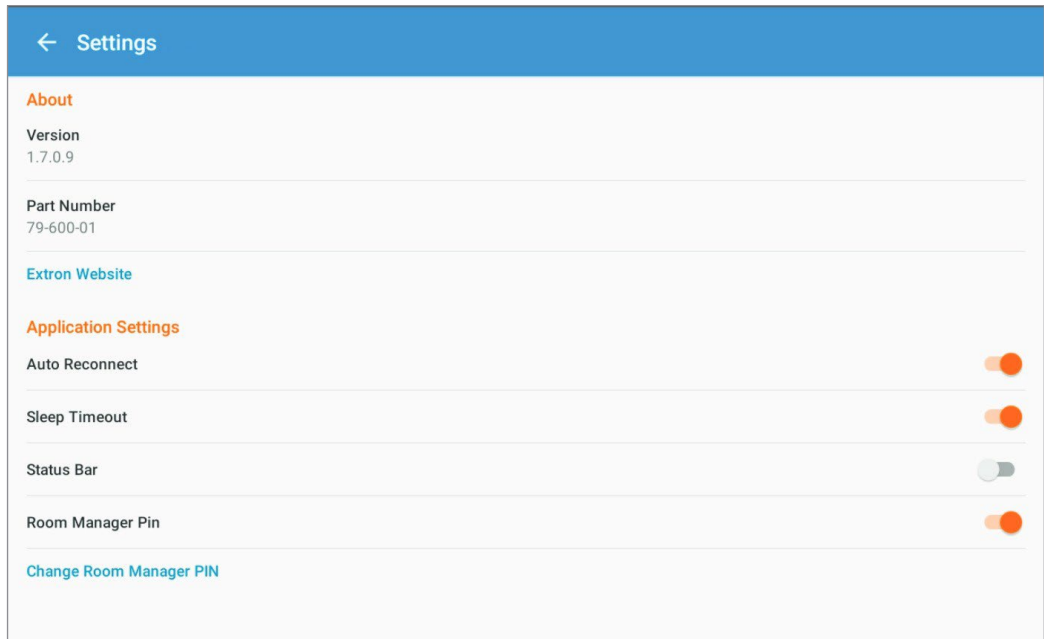 Settings
About
Version
1.7.0.9
Part Number
79-600-01
Extron Website
Application Settings
Auto Reconnect
Sleep Timeout
Status Bar
Room Manager Pin
Change Room Manager PIN